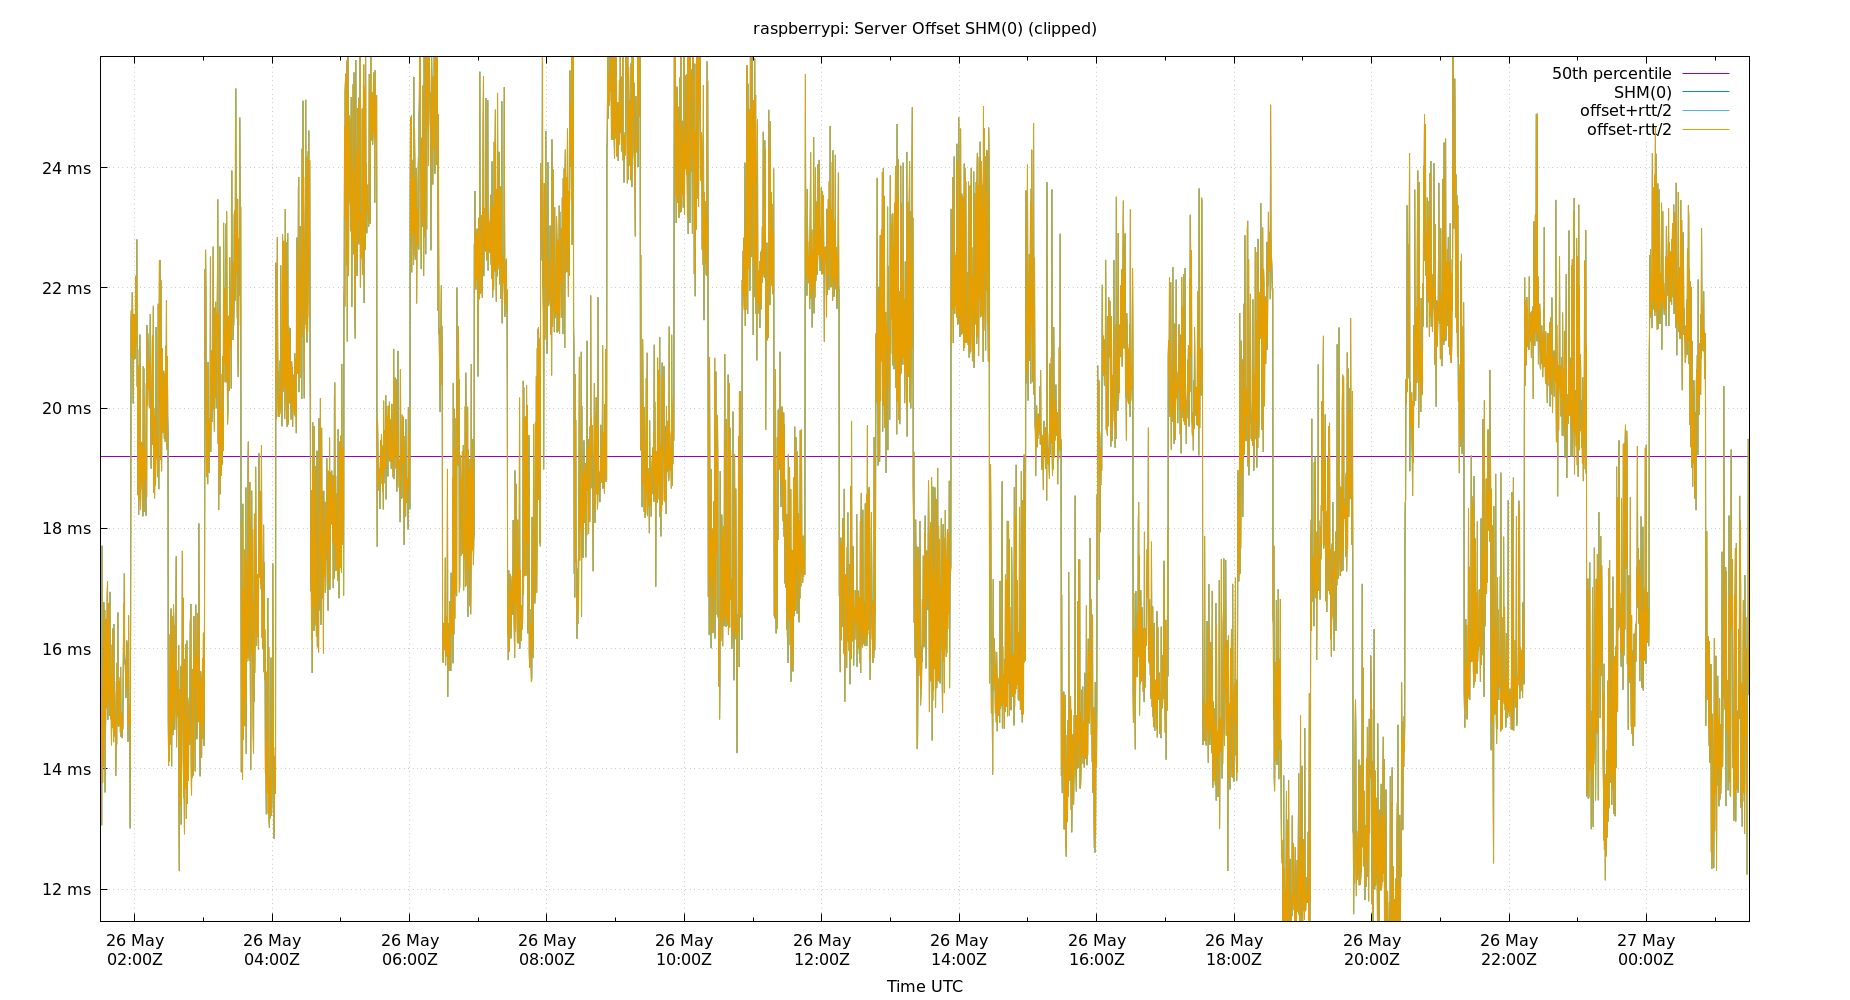 raspberrypi: Server Offset SHM(0) (clipped)
50th percentile
SHM(0)
offset+rtt/2
offset-rtt/2
24 ms
22 ms
20 ms
18 ms
16 ms
14 ms
12 ms
26 May 26 May 26 May 26 May 26 May 26 May 26 May 26 May 26 May 26 May 26 May 27 May
02:00Z 04:00Z 06:00Z 08:00Z 10:00Z 12:00Z 14:00Z 16:00Z 18:00Z 20:00Z 22:00Z 00:00Z
Time UTC